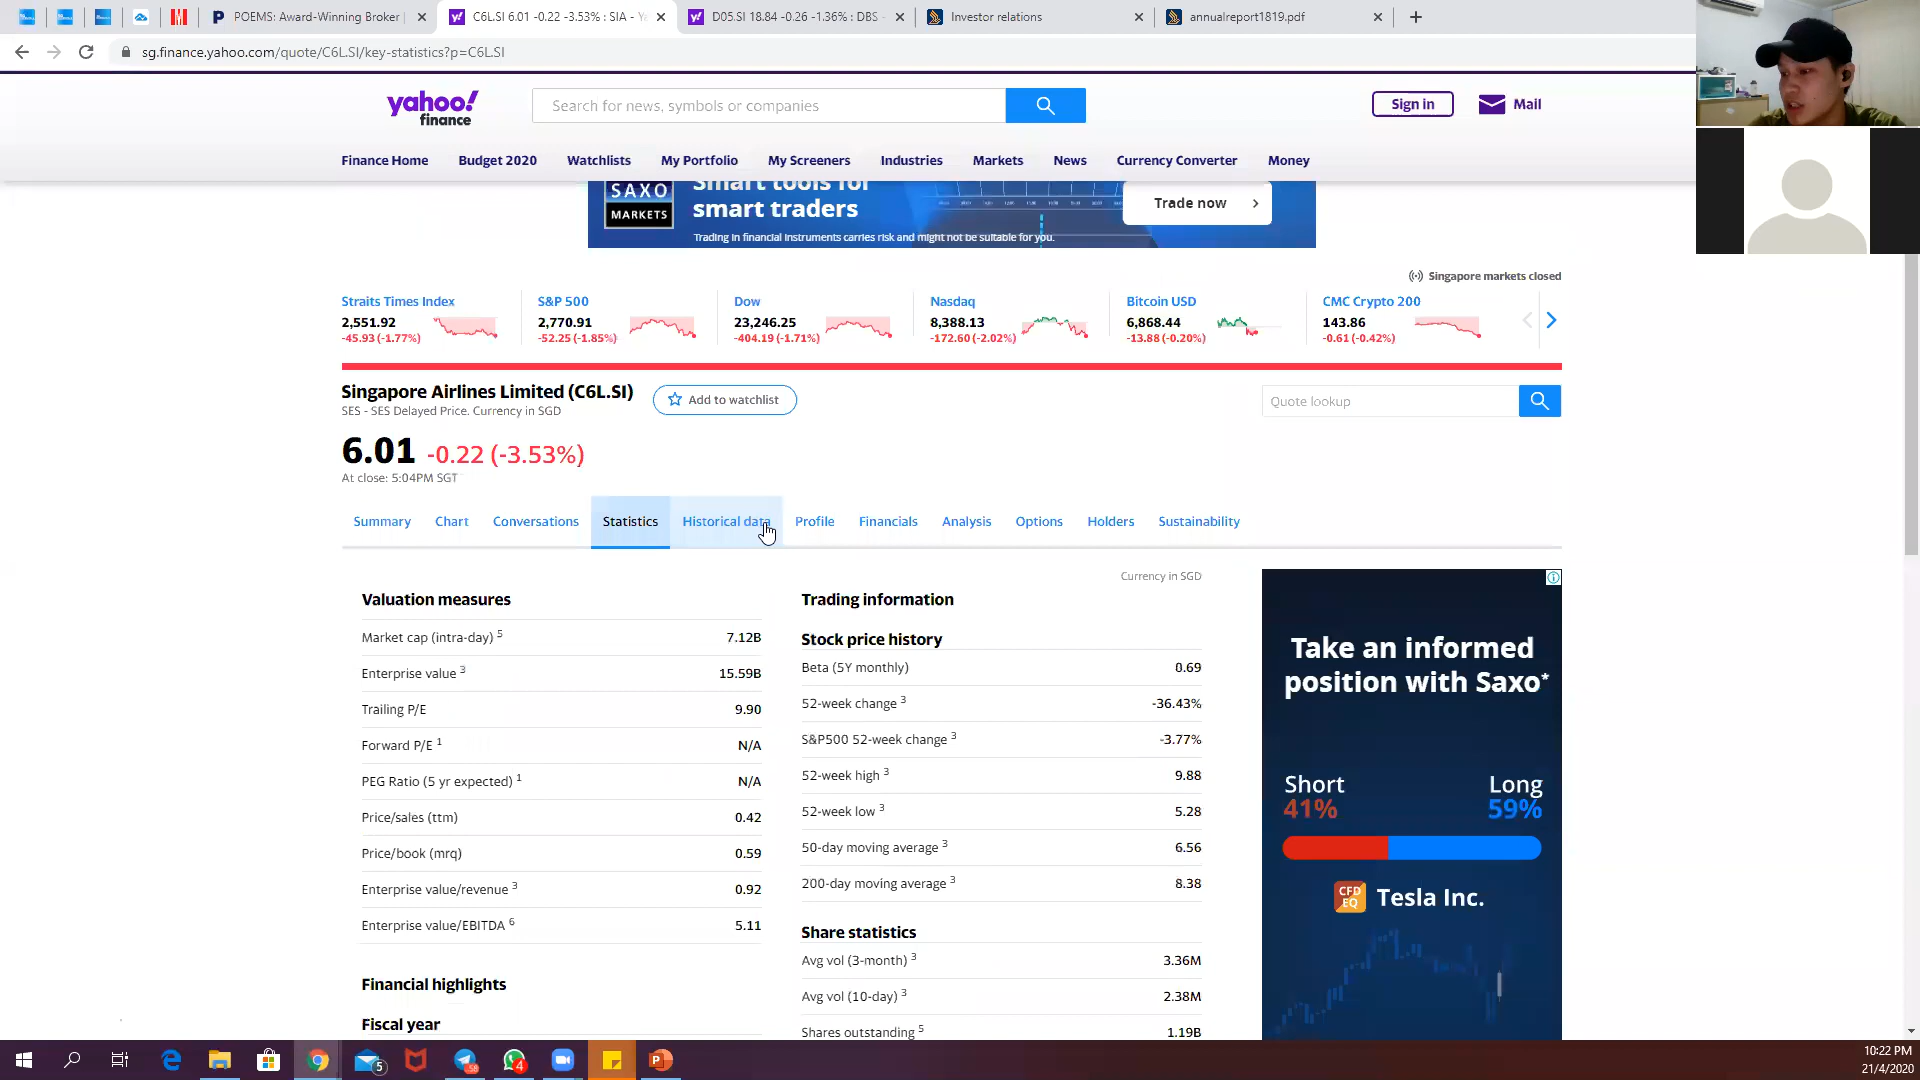 POEMS: Award-Winning Broker
C6L.SI 6.01 -0.22 -3.53% : SIA - Y
D05.SI 18.84 -0.26 -1.36% : DBS
Investor relations
annualreport1819.pdf
sg.finance.yahoo.com/quote/C6L.SI/key-statistics?p=C6L.SI
yahoo!
finance
Search for news, symbols or companies
Sign in
Mail
Finance Home Budget 2020 Watchlists My Portfolio My Screeners Industries Markets News Currency Converter Money
SAXO
MARKETS
Smart tools for
smart traders
Trading in financial instruments carries risk and might not be suitable for you.
Trade now
Singapore markets closed
Straits Times Index
2,551.92
-45.93 (-1.77%)
S&P 500
2,770.91
-52.25 (-1.85%)
Dow
23,246.25
-404.19 (-1.71%)
Nasdaq
8,388.13
-172.60 (-2.02%)
Bitcoin USD
6,868.44
-13.88 (-0.20%)
CMC Crypto 200
143.86
-0.61 (-0.42%)
Singapore Airlines Limited (C6L.SI)
SES - SES Delayed Price. Currency in SGD
Add to watchlist
Quote lookup
6.01 -0.22 (-3.53%)
At close: 5:04PM SGT
Summary Chart Conversations Statistics Historical data Profile Financials Analysis Options Holders Sustainability
Currency in SGD
Valuation measures
Market cap (intra-day) 5 7.12B
Enterprise value 3 15.59B
Trailing P/E 9.90
Forward P/E 1 N/A
PEG Ratio (5 yr expected) 1 N/A
Price/sales (ttm) 0.42
Price/book (mrq) 0.59
Enterprise value/revenue 3 0.92
Enterprise value/EBITDA 6 5.11
Financial highlights
Fiscal year
Trading information
Stock price history
Beta (5Y monthly) 0.69
52-week change 3 -36.43%
S&P500 52-week change 3 -3.77%
52-week high 3 9.88
52-week low 3 5.28
50-day moving average 3 6.56
200-day moving average 3 8.38
Share statistics
Avg vol (3-month) 3 3.36M
Avg vol (10-day) 3 2.38M
Shares outstanding 5 1.19B
Take an informed
position with Saxo*
Short Long
41% 59%
CFD
EQ
Tesla Inc.
5
4
10:22 PM
21/4/2020